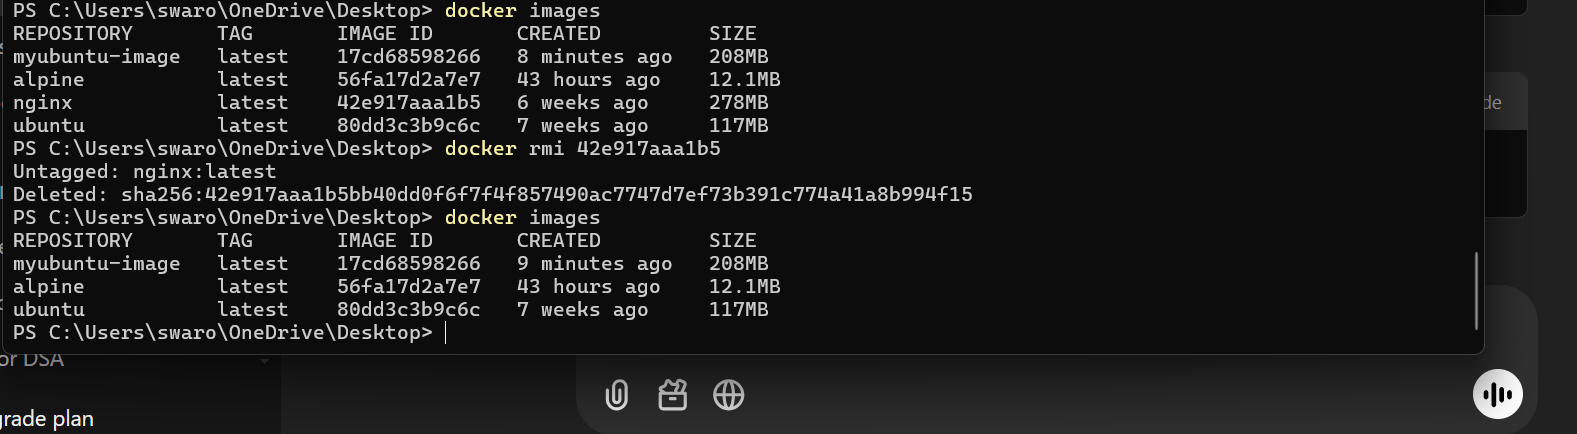 PS C:\Users\swaro\OneDrive\Desktop> docker images
REPOSITORY TAG IMAGE ID CREATED SIZE
myubuntu-image latest 17cd68598266 8 minutes ago 208MB
alpine latest 56fa17d2a7e7 43 hours ago 12.1MB
nginx latest 42e917aaa1b5 6 weeks ago 278MB
ubuntu latest 80dd3c3b9c6c 7 weeks ago 117MB
PS C:\Users\swaro\OneDrive\Desktop> docker rmi 42e917aaa1b5
Untagged: nginx:latest
Deleted: sha256:42e917aaa1b5bb40dd0f6f7f4f857490ac7747d7ef73b391c774a41a8b994f15
PS C:\Users\swaro\OneDrive\Desktop> docker images
REPOSITORY TAG IMAGE ID CREATED SIZE
myubuntu-image latest 17cd68598266 9 minutes ago 208MB
alpine latest 56fa17d2a7e7 43 hours ago 12.1MB
ubuntu latest 80dd3c3b9c6c 7 weeks ago 117MB
PS C:\Users\swaro\OneDrive\Desktop>
or DSA
grade plan